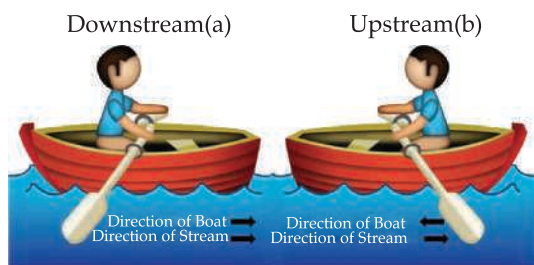 Downstream(a)
Upstream(b)
Direction of Boat
Direction of Stream
Direction of Boat
Direction of Stream